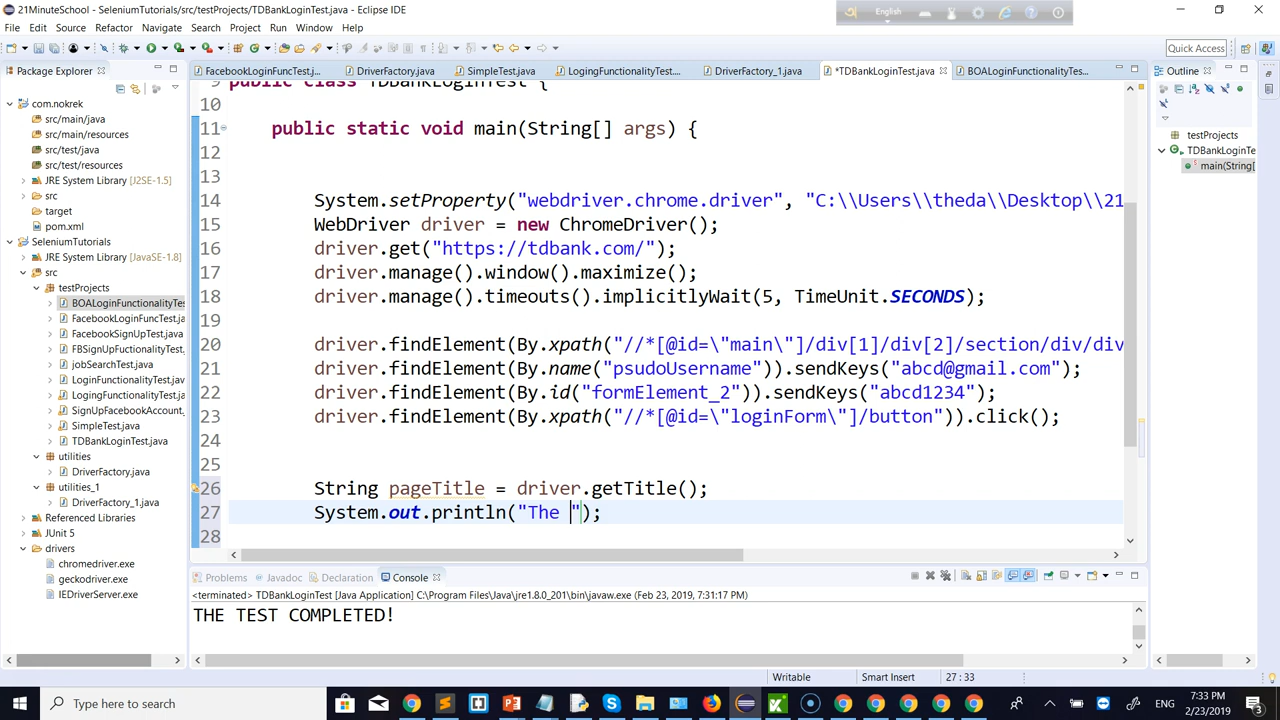 21MinuteSchool - SeleniumTutorials/src/testProjects/TDBankLoginTest.java - Eclipse IDE
English
File Edit Source Refactor Navigate Search Project Run Window Help
Quick Access
Package Explorer
FacebookLoginFuncTest.j...
DriverFactory.java
SimpleTest.java
LogingFunctionalityTest....
DriverFactory_1.java
*TDBankLoginTest.java
BOALoginFunctionalityTes...
Outline
com.nokrek
src/main/java
src/main/resources
src/test/java
src/test/resources
JRE System Library [J2SE-1.5]
src
target
pom.xml
SeleniumTutorials
JRE System Library [JavaSE-1.8]
src
testProjects
BOALoginFunctionalityTes
FacebookLoginFuncTest.ja
FacebookSignUpTest.java
FBSignUpFuctionalityTest.
jobSearchTest.java
LoginFunctionalityTest.jav
LogingFunctionalityTest.ja
SignUpFacebookAccount.
SimpleTest.java
TDBankLoginTest.java
utilities
DriverFactory.java
utilities_1
DriverFactory_1.java
Referenced Libraries
JUnit 5
drivers
chromedriver.exe
geckodriver.exe
IEDriverServer.exe
9 public class TDBankLoginTest {
10
11 public static void main(String[] args) {
12
13
14 System.setProperty("webdriver.chrome.driver", "C:\\Users\\theda\\Desktop\\21
15 WebDriver driver = new ChromeDriver();
16 driver.get("https://tdbank.com/");
17 driver.manage().window().maximize();
18 driver.manage().timeouts().implicitlyWait(5, TimeUnit.SECONDS);
19
20 driver.findElement(By.xpath("//*[@id=\"main\"]/div[1]/div[2]/section/div/div
21 driver.findElement(By.name("psudoUsername")).sendKeys("abcd@gmail.com");
22 driver.findElement(By.id("formElement_2")).sendKeys("abcd1234");
23 driver.findElement(By.xpath("//*[@id=\"loginForm\"]/button")).click();
24
25
26 String pageTitle = driver.getTitle();
27 System.out.println("The ");
28
testProjects
TDBankLoginTe
main(String[
Problems Javadoc Declaration Console
<terminated> TDBankLoginTest [Java Application] C:\Program Files\Java\jre1.8.0_201\bin\javaw.exe (Feb 23, 2019, 7:31:17 PM)
THE TEST COMPLETED!
Writable Smart Insert 27 : 33
Type here to search
ENG
7:33 PM
2/23/2019
3